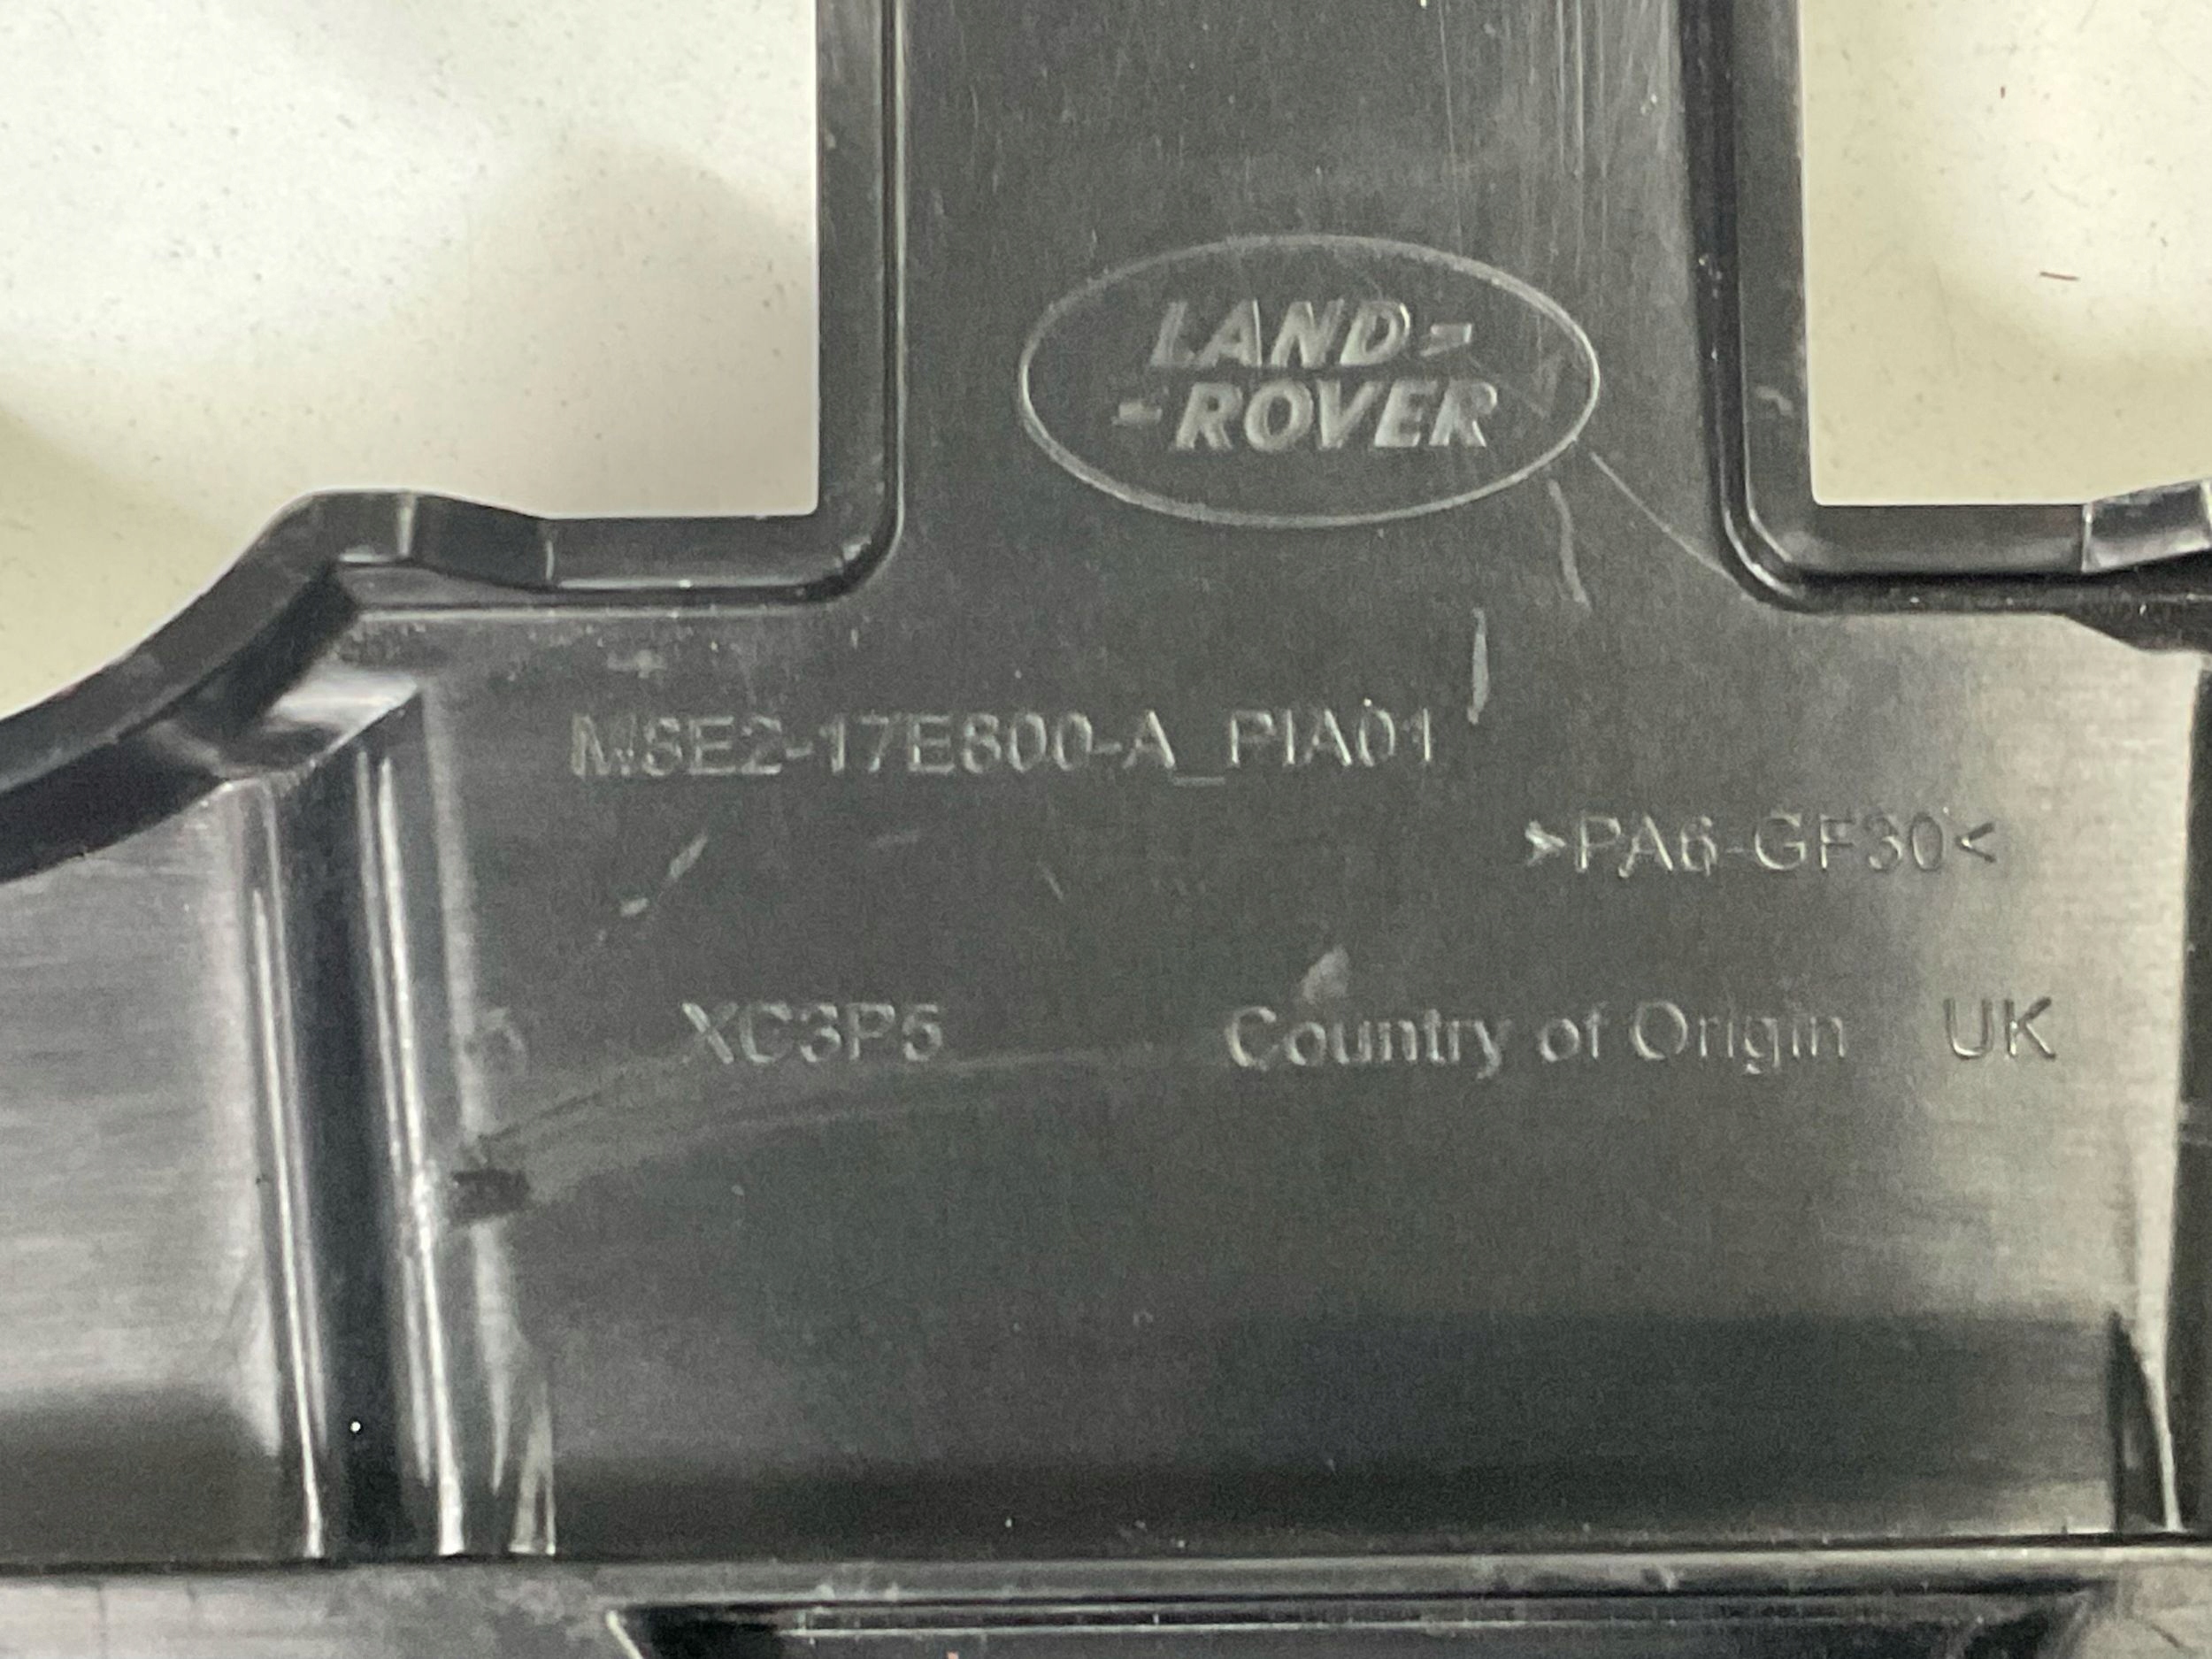 LAND-
-ROVER
M8E2-17E800-A_PIA01
>PA6-GF30<
XC3P5
Country of Origin UK